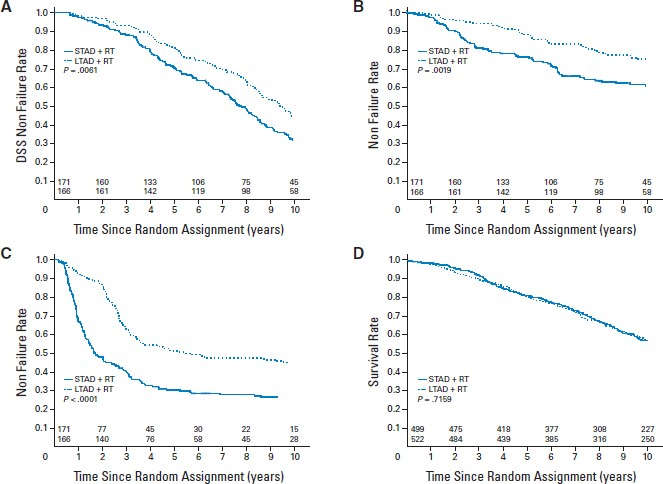 A
DSS Non Failure Rate
1.0
0.9
0.8
0.7
0.6
0.5
0.4
0.3
0.2
0.1
0
STAD + RT
LTAD + RT
P = .0061
171 160 133 106 75 45
166 161 142 119 98 58
1 2 3 4 5 6 7 8 9 10
Time Since Random Assignment (years)
B
Non Failure Rate
1.0
0.9
0.8
0.7
0.6
0.5
0.4
0.3
0.2
0.1
0
STAD + RT
LTAD + RT
P = .0019
171 160 133 106 75 45
166 161 142 119 98 58
1 2 3 4 5 6 7 8 9 10
Time Since Random Assignment (years)
C
Non Failure Rate
1.0
0.9
0.8
0.7
0.6
0.5
0.4
0.3
0.2
0.1
0
STAD + RT
LTAD + RT
P < .0001
171 77 45 30 22 15
166 140 76 58 45 28
1 2 3 4 5 6 7 8 9 10
Time Since Random Assignment (years)
D
Survival Rate
1.0
0.9
0.8
0.7
0.6
0.5
0.4
0.3
0.2
0.1
0
STAD + RT
LTAD + RT
P = .7159
499 475 418 377 308 227
522 484 439 385 316 250
1 2 3 4 5 6 7 8 9 10
Time Since Random Assignment (years)